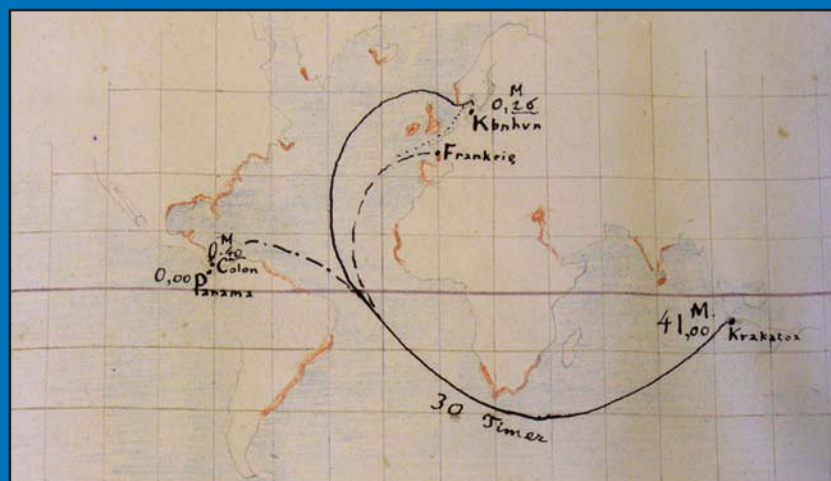 M
0,26
Kbnhvn
Frankrig
M
0.40
Colon
0,00 Panama
M.
41,00
Krakatoa
30 Timer